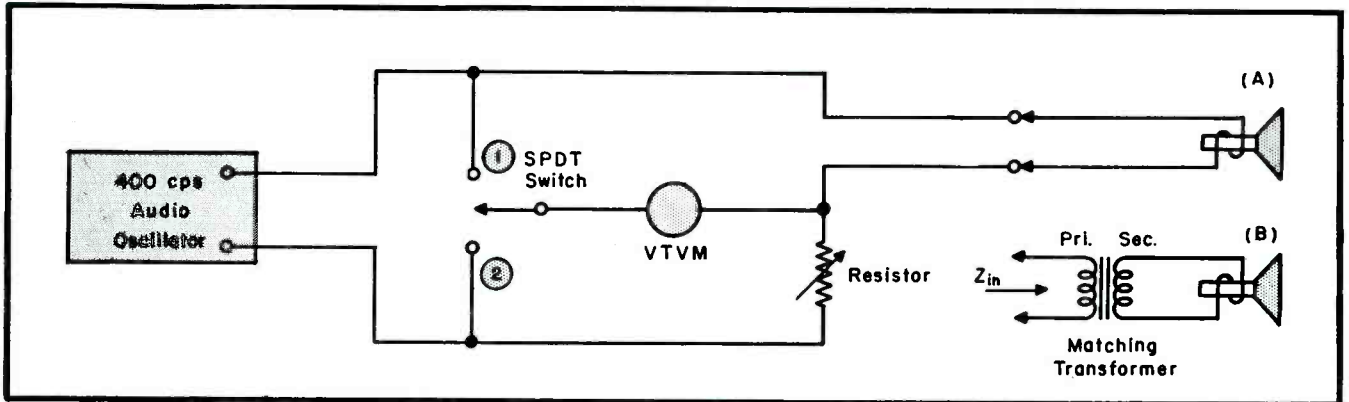 400 cps
Audio
Oscillator
1
SPDT
Switch
VTVM
2
Resistor
(A)
(B)
Pri. Sec.
Zin
Matching
Transformer